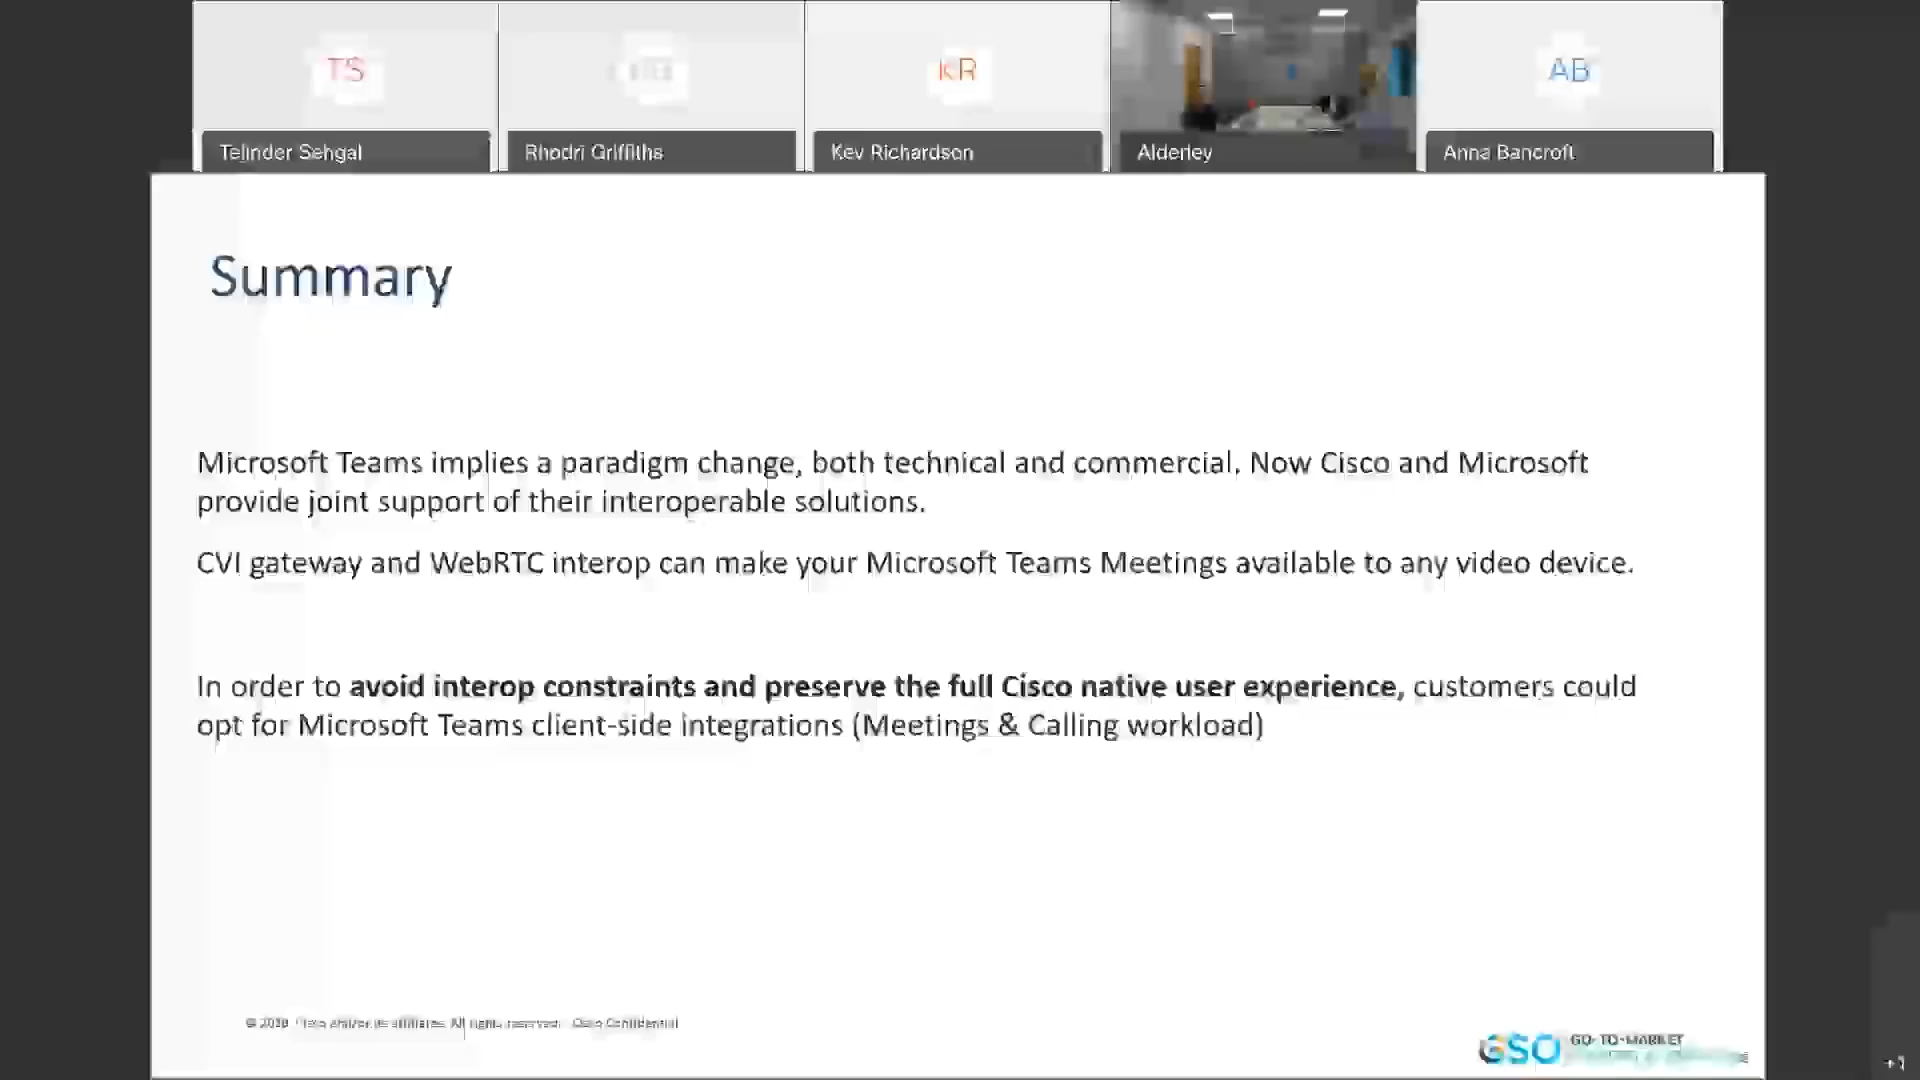 TS
KR
AB
Tejinder Sehgal
Rhodri Griffiths
Kev Richardson
Alderley
Anna Bancroft
Summary
Microsoft Teams implies a paradigm change, both technical and commercial. Now Cisco and Microsoft
provide joint support of their interoperable solutions.
CVI gateway and WebRTC interop can make your Microsoft Teams Meetings available to any video device.
In order to avoid interop constraints and preserve the full Cisco native user experience, customers could
opt for Microsoft Teams client-side integrations (Meetings & Calling workload)
and/or its affiliates. All rights reserved. Cisco Confidential
GSO GO-TO-MARKET